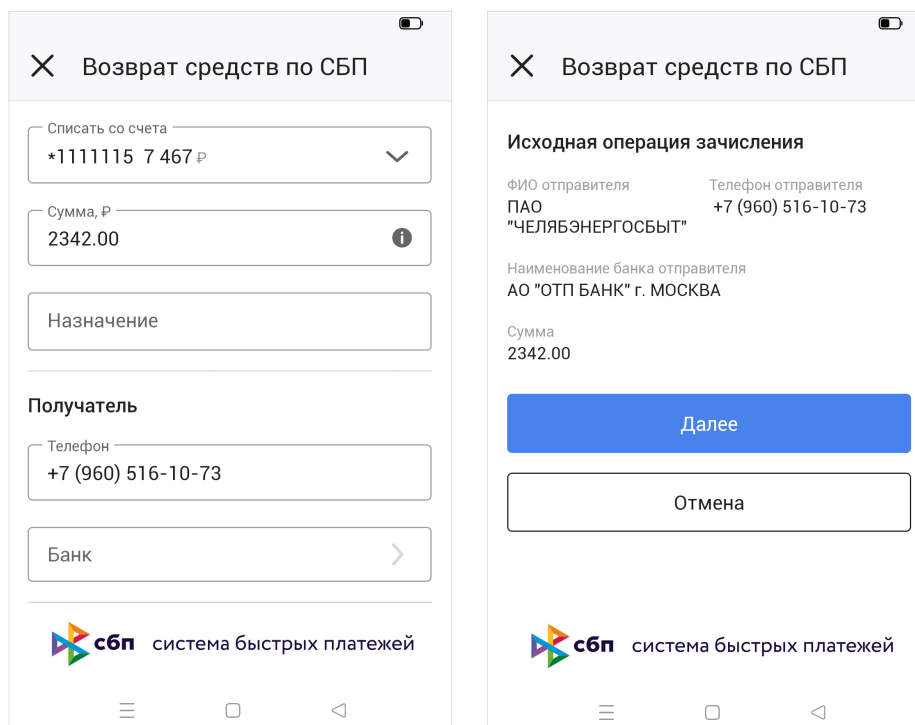 Возврат средств по СБП
Списать со счета
*1111115 7 467 ₽
Сумма, ₽
2342.00
Назначение
Получатель
Телефон
+7 (960) 516-10-73
Банк
сбп система быстрых платежей
Возврат средств по СБП
Исходная операция зачисления
ФИО отправителя
ПАО
"ЧЕЛЯБЭНЕРГОСБЫТ"
Телефон отправителя
+7 (960) 516-10-73
Наименование банка отправителя
АО "ОТП БАНК" г. МОСКВА
Сумма
2342.00
Далее
Отмена
сбп система быстрых платежей